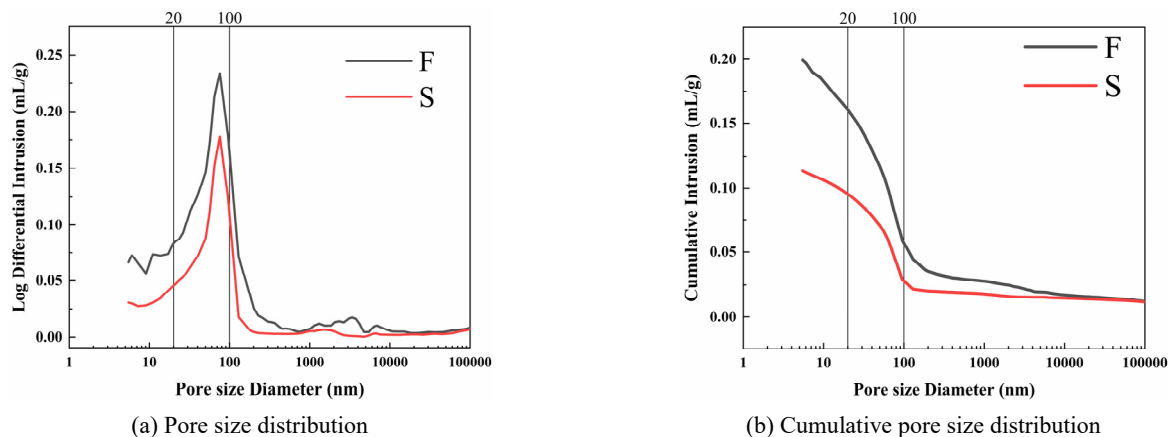 20 100
0.25
0.20
0.15
0.10
0.05
0.00
Log Differential Intrusion (mL/g)
F
S
1 10 100 1000 10000 100000
Pore size Diameter (nm)
(a) Pore size distribution
20 100
0.20
0.15
0.10
0.05
0.00
Cumulative Intrusion (mL/g)
F
S
1 10 100 1000 10000 100000
Pore size Diameter (nm)
(b) Cumulative pore size distribution